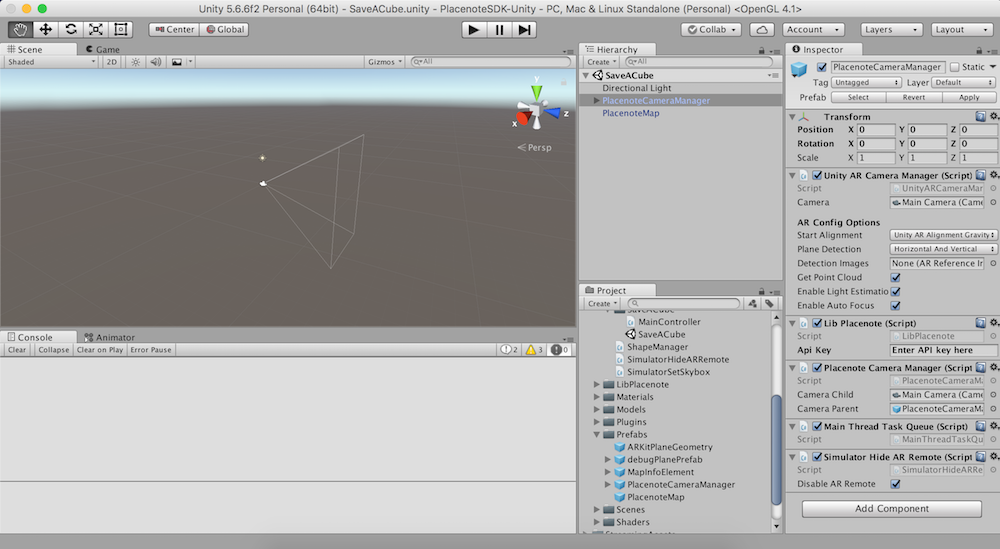 Unity 5.6.6f2 Personal (64bit) - SaveACube.unity - PlacenoteSDK-Unity - PC, Mac & Linux Standalone (Personal) <OpenGL 4.1>
Center Global Collab Account Layers Layout
Scene Game
Shaded 2D Gizmos All
y
x z
Persp
Console Animator
Clear Collapse Clear on Play Error Pause 2 3 0
Hierarchy
Create All
SaveACube
Directional Light
PlacenoteCameraManager
PlacenoteMap
Project
Create
SaveACube
MainController
SaveACube
ShapeManager
SimulatorHideARRemote
SimulatorSetSkybox
LibPlacenote
Materials
Models
Plugins
Prefabs
ARKitPlaneGeometry
debugPlanePrefab
MapInfoElement
PlacenoteCameraManager
PlacenoteMap
Scenes
Shaders
StreamingAssets
Inspector
PlacenoteCameraManager Static
Tag Untagged Layer Default
Prefab Select Revert Apply
Transform
Position X 0 Y 0 Z 0
Rotation X 0 Y 0 Z 0
Scale X 1 Y 1 Z 1
Unity AR Camera Manager (Script)
Script UnityARCameraMar
Camera Main Camera (Came
AR Config Options
Start Alignment Unity AR Alignment Gravity
Plane Detection Horizontal And Vertical
Detection Images None (AR Reference Ir
Get Point Cloud
Enable Light Estimatio
Enable Auto Focus
Lib Placenote (Script)
Script LibPlacenote
Api Key Enter API key here
Placenote Camera Manager (Script)
Script PlacenoteCameraMa
Camera Child Main Camera (Came
Camera Parent PlacenoteCameraMa
Main Thread Task Queue (Script)
Script MainThreadTaskQu
Simulator Hide AR Remote (Script
Script SimulatorHideARRe
Disable AR Remote
Add Component